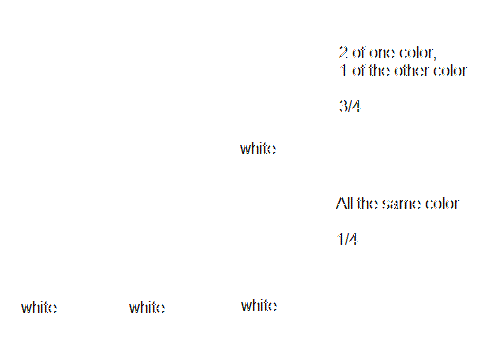 2 of one color,
1 of the other color
3/4
white
All the same color
1/4
white white white